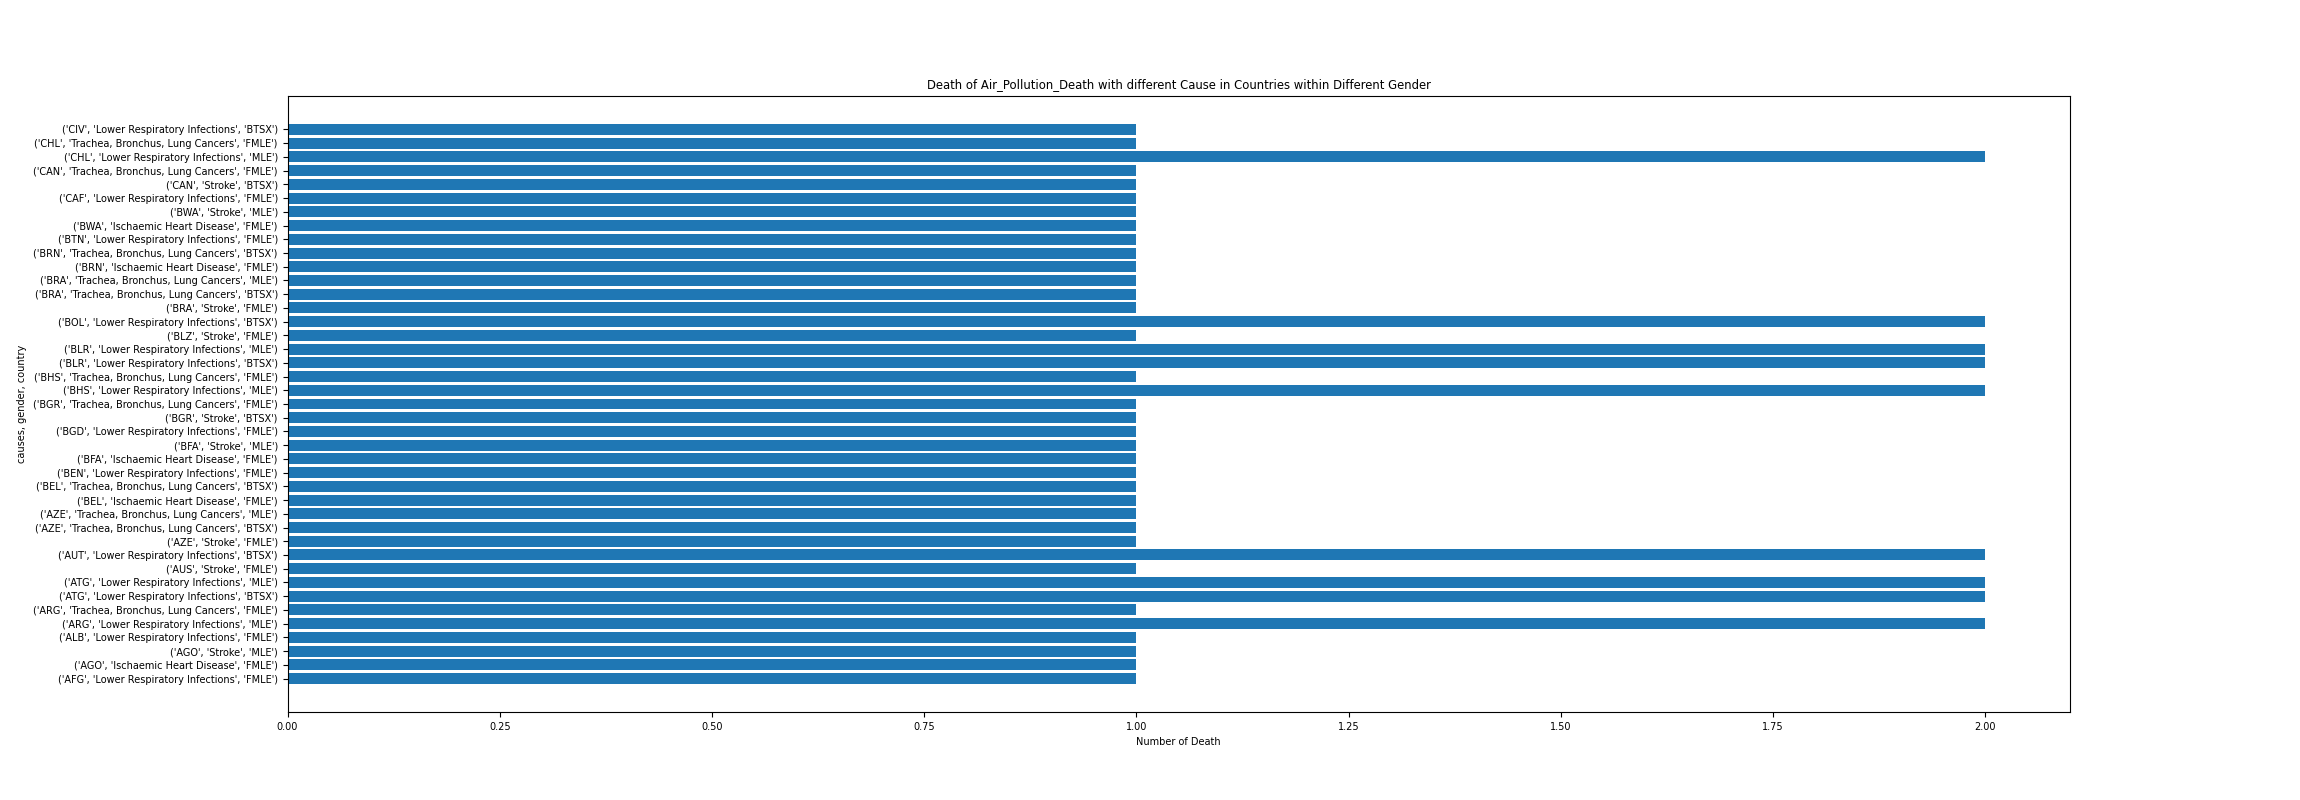 Death of Air_Pollution_Death with different Cause in Countries within Different Gender
('CIV', 'Lower Respiratory Infections', 'BTSX')
('CHL', 'Trachea, Bronchus, Lung Cancers', 'FMLE')
('CHL', 'Lower Respiratory Infections', 'MLE')
('CAN', 'Trachea, Bronchus, Lung Cancers', 'FMLE')
('CAN', 'Stroke', 'BTSX')
('CAF', 'Lower Respiratory Infections', 'FMLE')
('BWA', 'Stroke', 'MLE')
('BWA', 'Ischaemic Heart Disease', 'FMLE')
('BTN', 'Lower Respiratory Infections', 'FMLE')
('BRN', 'Trachea, Bronchus, Lung Cancers', 'BTSX')
('BRN', 'Ischaemic Heart Disease', 'FMLE')
('BRA', 'Trachea, Bronchus, Lung Cancers', 'MLE')
('BRA', 'Trachea, Bronchus, Lung Cancers', 'BTSX')
('BRA', 'Stroke', 'FMLE')
('BOL', 'Lower Respiratory Infections', 'BTSX')
('BLZ', 'Stroke', 'FMLE')
('BLR', 'Lower Respiratory Infections', 'MLE')
('BLR', 'Lower Respiratory Infections', 'BTSX')
('BHS', 'Trachea, Bronchus, Lung Cancers', 'FMLE')
('BHS', 'Lower Respiratory Infections', 'MLE')
('BGR', 'Trachea, Bronchus, Lung Cancers', 'FMLE')
('BGR', 'Stroke', 'BTSX')
('BGD', 'Lower Respiratory Infections', 'FMLE')
('BFA', 'Stroke', 'MLE')
('BFA', 'Ischaemic Heart Disease', 'FMLE')
('BEN', 'Lower Respiratory Infections', 'FMLE')
('BEL', 'Trachea, Bronchus, Lung Cancers', 'BTSX')
('BEL', 'Ischaemic Heart Disease', 'FMLE')
('AZE', 'Trachea, Bronchus, Lung Cancers', 'MLE')
('AZE', 'Trachea, Bronchus, Lung Cancers', 'BTSX')
('AZE', 'Stroke', 'FMLE')
('AUT', 'Lower Respiratory Infections', 'BTSX')
('AUS', 'Stroke', 'FMLE')
('ATG', 'Lower Respiratory Infections', 'MLE')
('ATG', 'Lower Respiratory Infections', 'BTSX')
('ARG', 'Trachea, Bronchus, Lung Cancers', 'FMLE')
('ARG', 'Lower Respiratory Infections', 'MLE')
('ALB', 'Lower Respiratory Infections', 'FMLE')
('AGO', 'Stroke', 'MLE')
('AGO', 'Ischaemic Heart Disease', 'FMLE')
('AFG', 'Lower Respiratory Infections', 'FMLE')
causes, gender, country
0.00 0.25 0.50 0.75 1.00 1.25 1.50 1.75 2.00
Number of Death